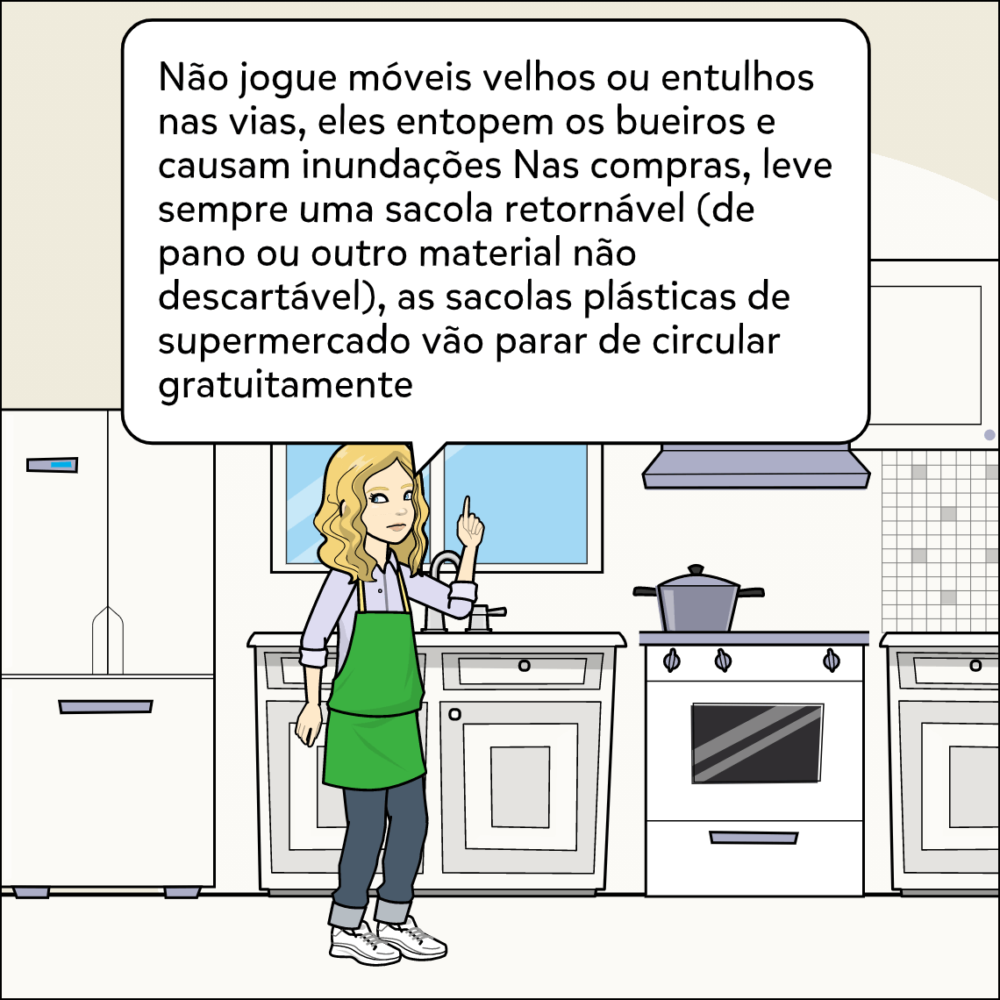 Não jogue móveis velhos ou entulhos
nas vias, eles entopem os bueiros e
causam inundações Nas compras, leve
sempre uma sacola retornável (de
pano ou outro material não
descartável), as sacolas plásticas de
supermercado vão parar de circular
gratuitamente